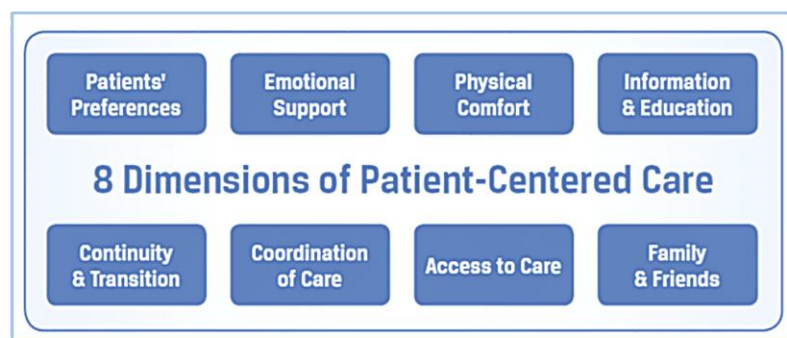 Patients'
Preferences
Emotional
Support
Physical
Comfort
Information
& Education
8 Dimensions of Patient-Centered Care
Continuity
& Transition
Coordination
of Care
Access to Care
Family
& Friends